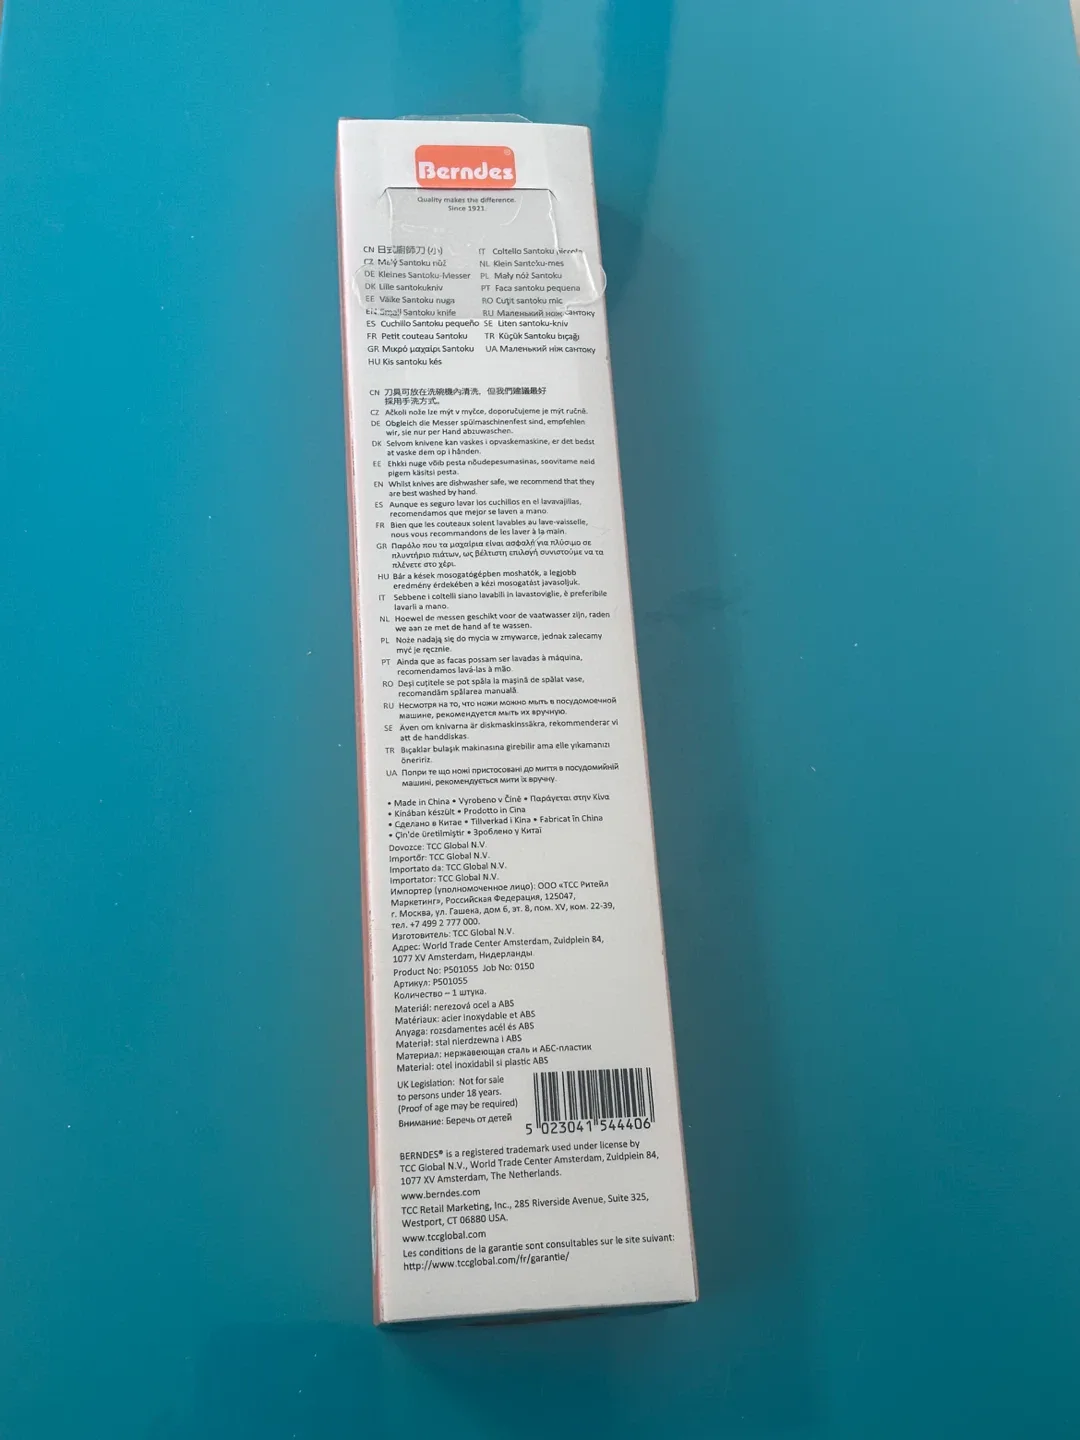 Berndes
Quality makes the difference.
Since 1921.
CN 日式廚師刀 (小)
CZ Malý Santoku nůž
DE Kleines Santoku-Messer
DK Lille santokukniv
EE Väike Santoku nuga
EN Small Santoku knife
ES Cuchillo Santoku pequeño
FR Petit couteau Santoku
GR Μικρό μαχαίρι Santoku
HU Kis santoku kés
IT Coltello Santoku piccolo
NL Klein Santoku-mes
PL Mały nóż Santoku
PT Faca santoku pequena
RO Cuțit santoku mic
RU Маленький нож сантоку
SE Liten santoku-kniv
TR Küçük Santoku bıçağı
UA Маленький ніж сантоку
CN 刀具可放在洗碗機內清洗，但我們建議最好
採用手洗方式。
CZ Ačkoli nože lze mýt v myčce, doporučujeme je mýt ručně.
DE Obgleich die Messer spülmaschinenfest sind, empfehlen
wir, sie nur per Hand abzuwaschen.
DK Selvom knivene kan vaskes i opvaskemaskine, er det bedst
at vaske dem op i hånden.
EE Ehkki nuge võib pesta nõudepesumasinas, soovitame neid
pigem käsitsi pesta.
EN Whilst knives are dishwasher safe, we recommend that they
are best washed by hand.
ES Aunque es seguro lavar los cuchillos en el lavavajillas,
recomendamos que mejor se laven a mano.
FR Bien que les couteaux soient lavables au lave-vaisselle,
nous vous recommandons de les laver à la main.
GR Παρόλο που τα μαχαίρια είναι ασφαλή για πλύσιμο σε
πλυντήριο πιάτων, ως βέλτιστη επιλογή συνιστούμε να τα
πλένετε στο χέρι.
HU Bár a kések mosogatógépben moshatók, a legjobb
eredmény érdekében a kézi mosogatást javasoljuk.
IT Sebbene i coltelli siano lavabili in lavastoviglie, è preferibile
lavarli a mano.
NL Hoewel de messen geschikt voor de vaatwasser zijn, raden
we aan ze met de hand af te wassen.
PL Noże nadają się do mycia w zmywarce, jednak zalecamy
myć je ręcznie.
PT Ainda que as facas possam ser lavadas à máquina,
recomendamos lavá-las à mão.
RO Deși cuțitele se pot spăla la mașină de spălat vase,
recomandăm spălarea manuală.
RU Несмотря на то, что ножи можно мыть в посудомоечной
машине, рекомендуется мыть их вручную.
SE Även om knivarna är diskmaskinssäkra, rekommenderar vi
att de handdiskas.
TR Bıçaklar bulaşık makinasına girebilir ama elle yıkamanızı
öneririz.
UA Попри те що ножі пристосовані до миття в посудомийній
машині, рекомендується мити їх вручну.
• Made in China • Vyrobeno v Číně • Παράγεται στην Κίνα
• Kínában készült • Prodotto in Cina
• Сделано в Китае • Tillverkad i Kina • Fabricat în China
• Çin'de üretilmiştir • Зроблено у Китаї
Dovozce: TCC Global N.V.
Importőr: TCC Global N.V.
Importato da: TCC Global N.V.
Importator: TCC Global N.V.
Импортер (уполномоченное лицо): ООО «ТСС Ритейл
Маркетинг», Российская Федерация, 125047,
г. Москва, ул. Гашека, дом 6, эт. 8, пом. XV, ком. 22-39,
тел. +7 499 2 777 000.
Изготовитель: TCC Global N.V.
Адрес: World Trade Center Amsterdam, Zuidplein 84,
1077 XV Amsterdam, Нидерланды.
Product No: P501055 Job No: 0150
Артикул: P501055
Количество – 1 штука.
Materiál: nerezová ocel a ABS
Matériaux: acier inoxydable et ABS
Anyaga: rozsdamentes acél és ABS
Materiał: stal nierdzewna i ABS
Материал: нержавеющая сталь и АБС-пластик
Material: otel inoxidabil si plastic ABS
UK Legislation: Not for sale
to persons under 18 years.
(Proof of age may be required)
Внимание: Беречь от детей
5 023041 544406
BERNDES® is a registered trademark used under license by
TCC Global N.V., World Trade Center Amsterdam, Zuidplein 84,
1077 XV Amsterdam, The Netherlands.
www.berndes.com
TCC Retail Marketing, Inc., 285 Riverside Avenue, Suite 325,
Westport, CT 06880 USA.
www.tccglobal.com
Les conditions de la garantie sont consultables sur le site suivant:
http://www.tccglobal.com/fr/garantie/